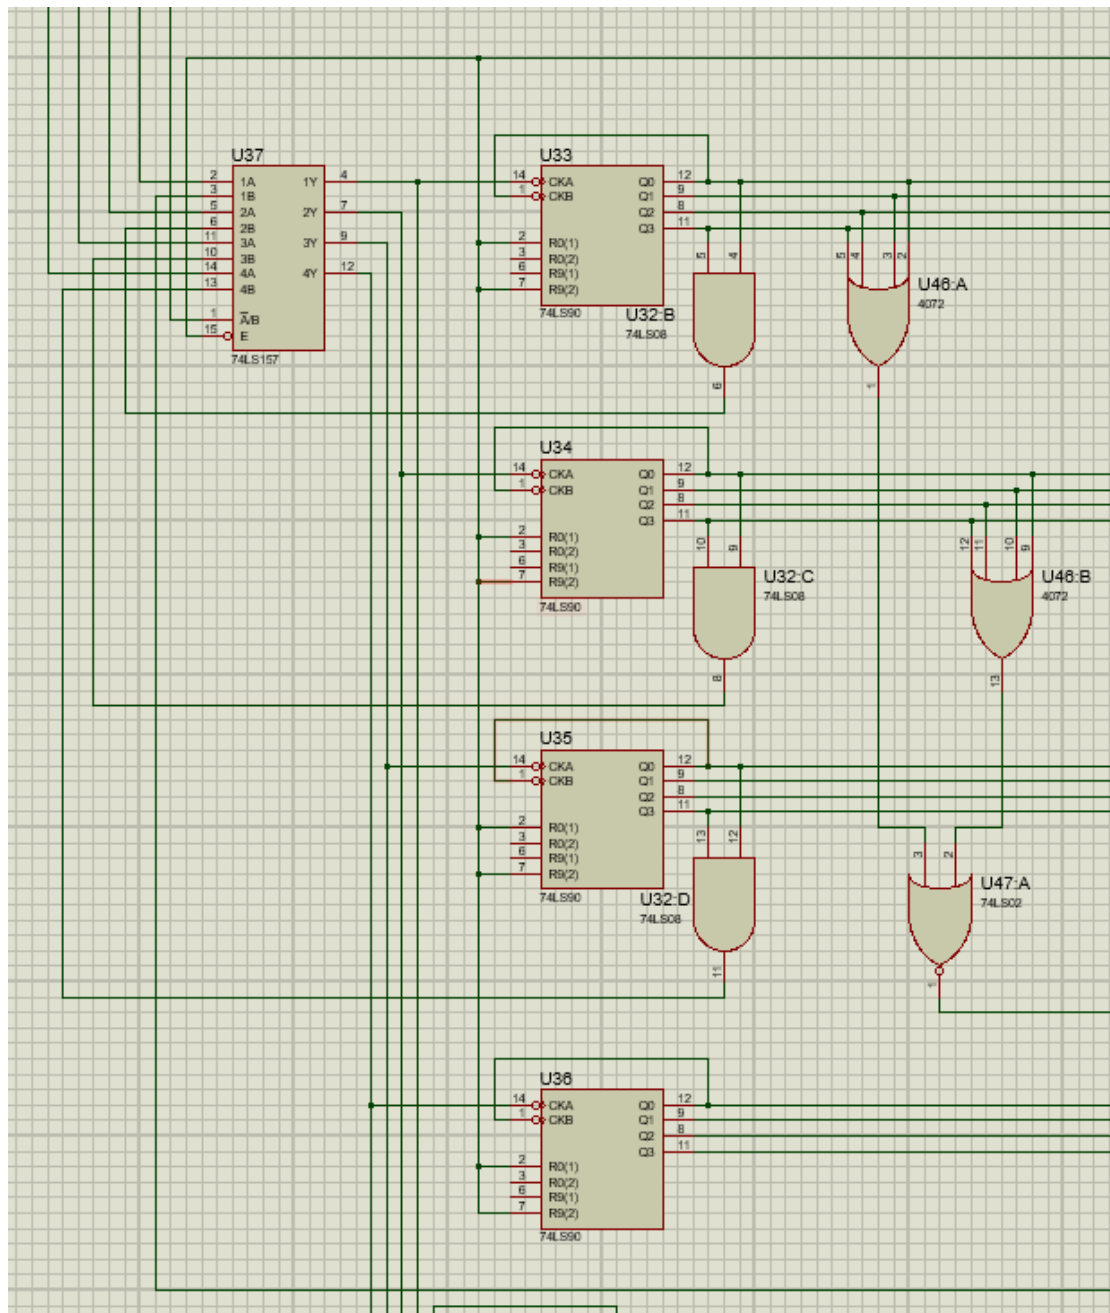 U37
2 1A 1Y 4
3 1B
5 2A 2Y 7
6 2B
11 3A 3Y 9
10 3B
14 4A 4Y 12
13 4B
1 A/B
15 E
74LS157
U33
14 CKA Q0 12
1 CKB Q1 9
Q2 8
Q3 11
2 R0(1)
3 R0(2)
6 R9(1)
7 R9(2)
74LS90
5 4
U32:B
74LS08
6
5 4 3 2
U46:A
4072
1
U34
14 CKA Q0 12
1 CKB Q1 9
Q2 8
Q3 11
2 R0(1)
3 R0(2)
6 R9(1)
7 R9(2)
74LS90
10 9
U32:C
74LS08
8
12 11 10 9
U46:B
4072
13
U35
14 CKA Q0 12
1 CKB Q1 9
Q2 8
Q3 11
2 R0(1)
3 R0(2)
6 R9(1)
7 R9(2)
74LS90
13 12
U32:D
74LS08
11
3 2
U47:A
74LS02
1
U36
14 CKA Q0 12
1 CKB Q1 9
Q2 8
Q3 11
2 R0(1)
3 R0(2)
6 R9(1)
7 R9(2)
74LS90